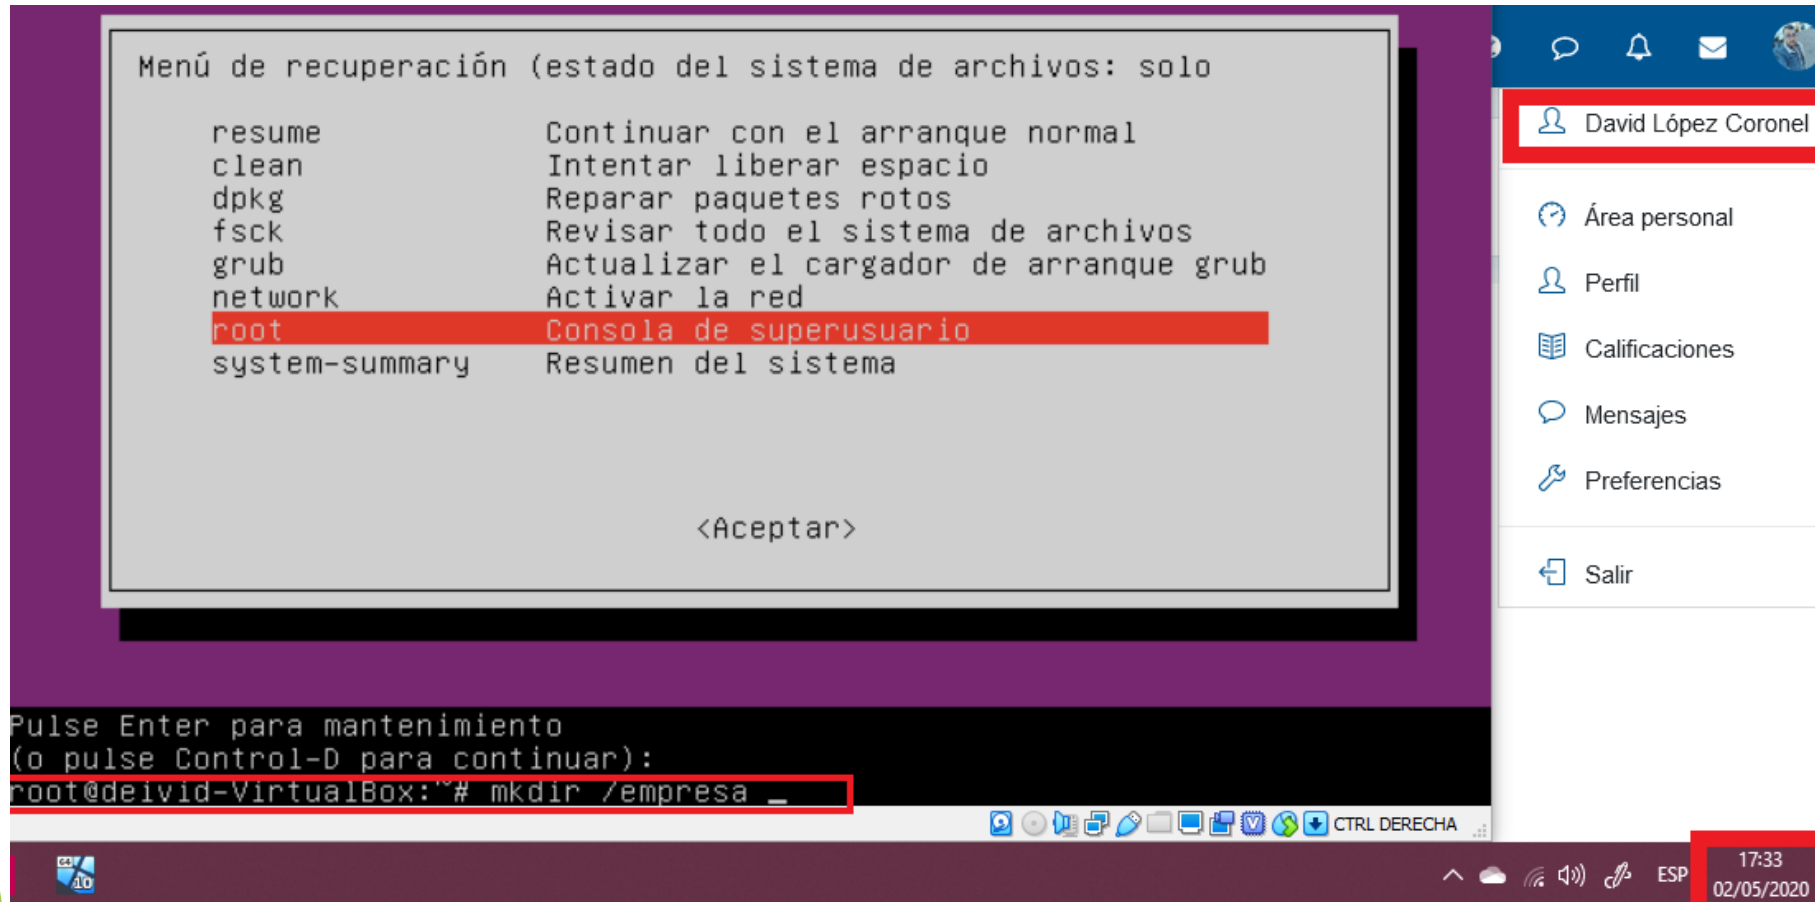 Menú de recuperación (estado del sistema de archivos: solo
resume Continuar con el arranque normal
clean Intentar liberar espacio
dpkg Reparar paquetes rotos
fsck Revisar todo el sistema de archivos
grub Actualizar el cargador de arranque grub
network Activar la red
root Consola de superusuario
system-summary Resumen del sistema
<Aceptar>
Pulse Enter para mantenimiento
(o pulse Control-D para continuar):
root@deivid-VirtualBox:~# mkdir /empresa _
CTRL DERECHA
David López Coronel
Área personal
Perfil
Calificaciones
Mensajes
Preferencias
Salir
64
10
ESP
17:33
02/05/2020